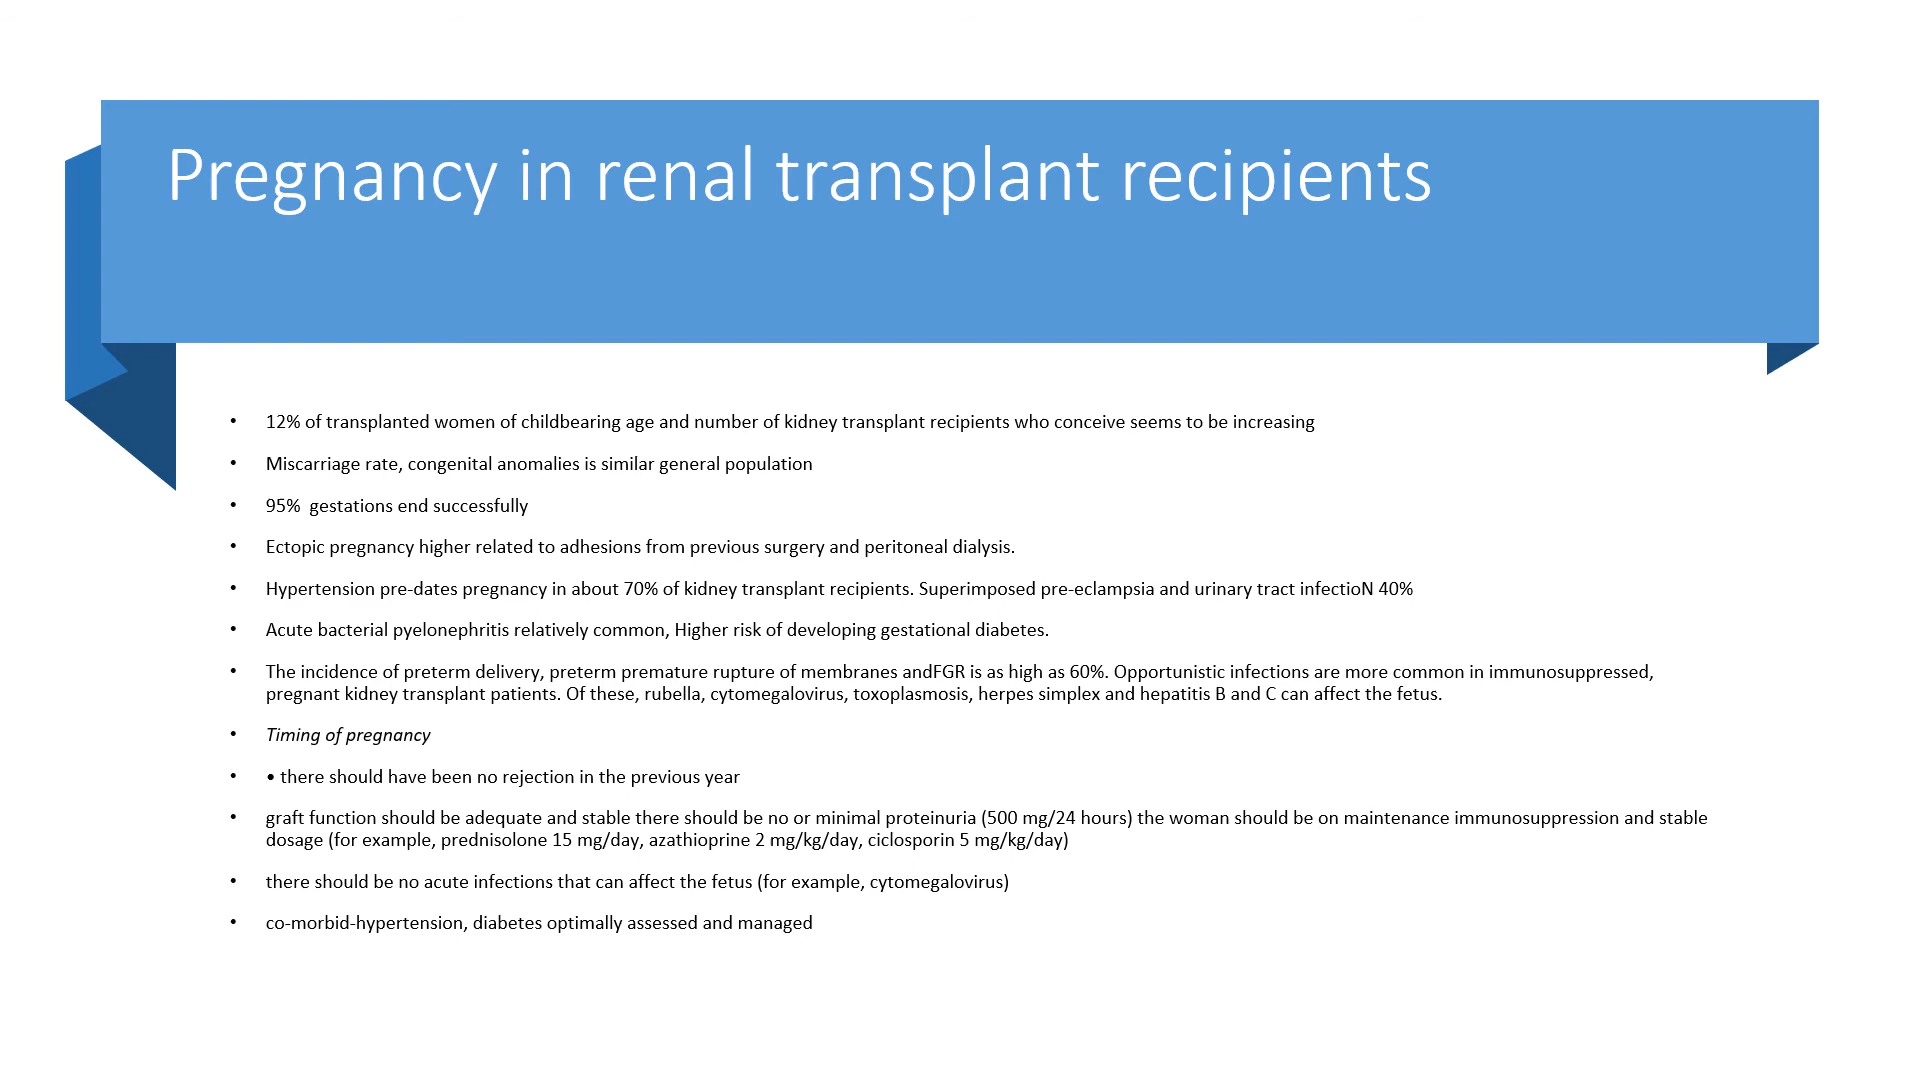 Pregnancy in renal transplant recipients
• 12% of transplanted women of childbearing age and number of kidney transplant recipients who conceive seems to be increasing
• Miscarriage rate, congenital anomalies is similar general population
• 95%  gestations end successfully
• Ectopic pregnancy higher related to adhesions from previous surgery and peritoneal dialysis.
• Hypertension pre-dates pregnancy in about 70% of kidney transplant recipients. Superimposed pre-eclampsia and urinary tract infectioN 40%
• Acute bacterial pyelonephritis relatively common, Higher risk of developing gestational diabetes.
• The incidence of preterm delivery, preterm premature rupture of membranes andFGR is as high as 60%. Opportunistic infections are more common in immunosuppressed,
pregnant kidney transplant patients. Of these, rubella, cytomegalovirus, toxoplasmosis, herpes simplex and hepatitis B and C can affect the fetus.
• Timing of pregnancy
• • there should have been no rejection in the previous year
• graft function should be adequate and stable there should be no or minimal proteinuria (500 mg/24 hours) the woman should be on maintenance immunosuppression and stable
dosage (for example, prednisolone 15 mg/day, azathioprine 2 mg/kg/day, ciclosporin 5 mg/kg/day)
• there should be no acute infections that can affect the fetus (for example, cytomegalovirus)
• co-morbid-hypertension, diabetes optimally assessed and managed